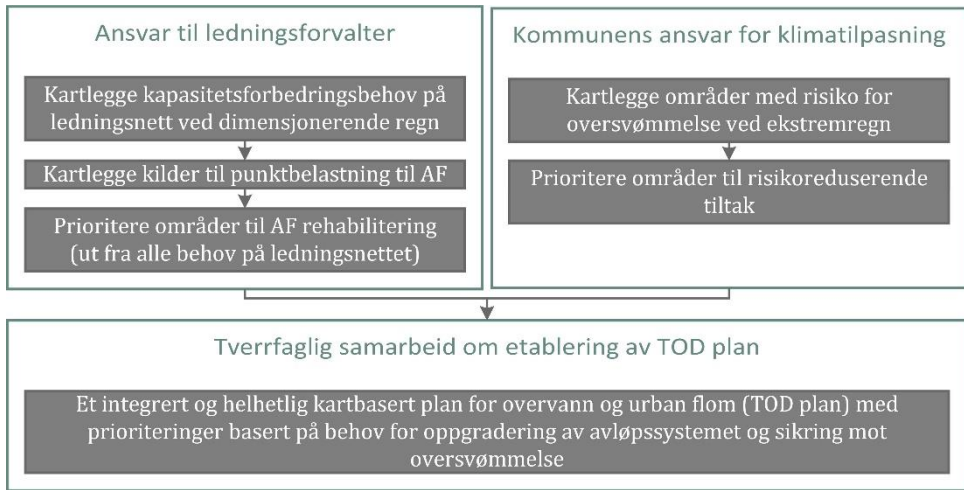 Ansvar til ledningsforvalter
Kartlegge kapasitetsforbedringsbehov på
ledningsnett ved dimensjonerende regn
Kartlegge kilder til punktbelastning til AF
Prioritere områder til AF rehabilitering
(ut fra alle behov på ledningsnettet)
Kommunens ansvar for klimatilpasning
Kartlegge områder med risiko for
oversvømmelse ved ekstremregn
Prioritere områder til risikoreduserende
tiltak
Tverrfaglig samarbeid om etablering av TOD plan
Et integrert og helhetlig kartbasert plan for overvann og urban flom (TOD plan) med
prioriteringer basert på behov for oppgradering av avløpssystemet og sikring mot
oversvømmelse